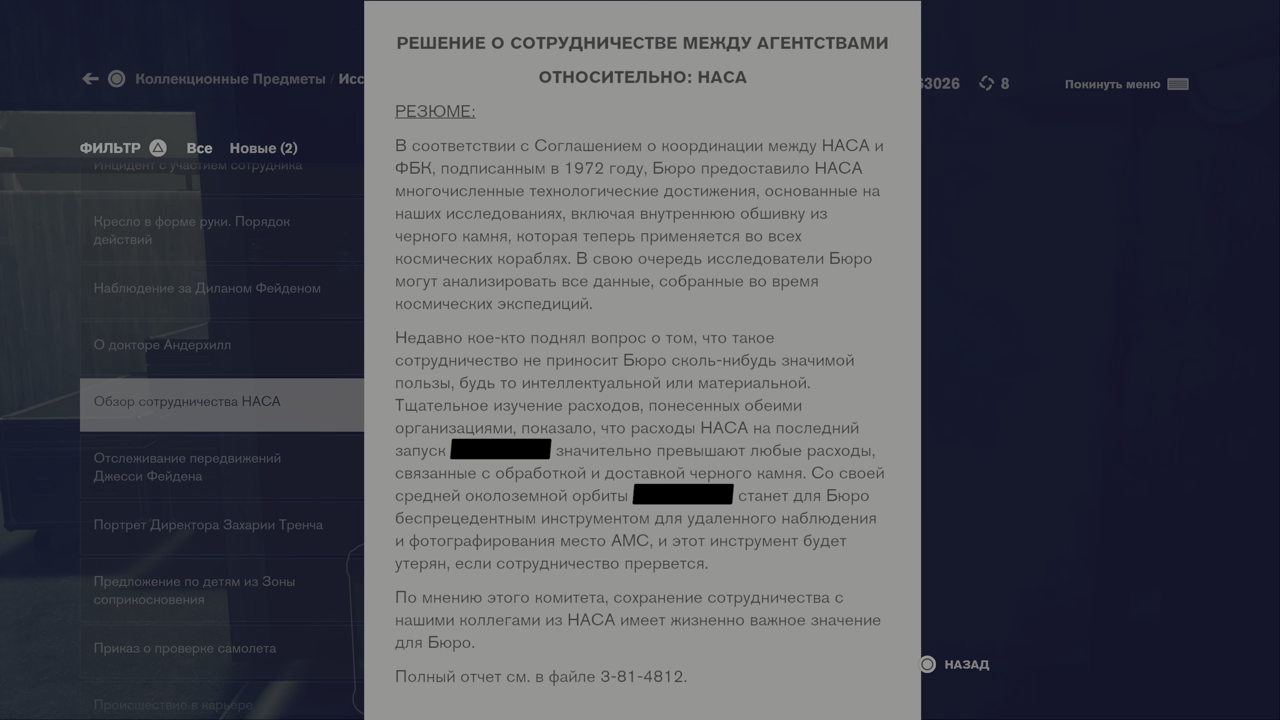 РЕШЕНИЕ О СОТРУДНИЧЕСТВЕ МЕЖДУ АГЕНТСТВАМИ
ОТНОСИТЕЛЬНО: НАСА
Коллекционные Предметы / Исс
63026
8
Покинуть меню
ФИЛЬТР Все Новые (2)
Инцидент с участием сотрудника
Кресло в форме руки. Порядок
действий
Наблюдение за Диланом Фейденом
О докторе Андерхилл
Обзор сотрудничества НАСА
Отслеживание передвижений
Джесси Фейдена
Портрет Директора Захарии Тренча
Предложение по детям из Зоны
соприкосновения
Приказ о проверке самолета
Происшествие в карьере
РЕЗЮМЕ:
В соответствии с Соглашением о координации между НАСА и
ФБК, подписанным в 1972 году, Бюро предоставило НАСА
многочисленные технологические достижения, основанные на
наших исследованиях, включая внутреннюю обшивку из
черного камня, которая теперь применяется во всех
космических кораблях. В свою очередь исследователи Бюро
могут анализировать все данные, собранные во время
космических экспедиций.
Недавно кое-кто поднял вопрос о том, что такое
сотрудничество не приносит Бюро сколь-нибудь значимой
пользы, будь то интеллектуальной или материальной.
Тщательное изучение расходов, понесенных обеими
организациями, показало, что расходы НАСА на последний
запуск значительно превышают любые расходы,
связанные с обработкой и доставкой черного камня. Со своей
средней околоземной орбиты станет для Бюро
беспрецедентным инструментом для удаленного наблюдения
и фотографирования место АМС, и этот инструмент будет
утерян, если сотрудничество прервется.
По мнению этого комитета, сохранение сотрудничества с
нашими коллегами из НАСА имеет жизненно важное значение
для Бюро.
Полный отчет см. в файле 3-81-4812.
НАЗАД